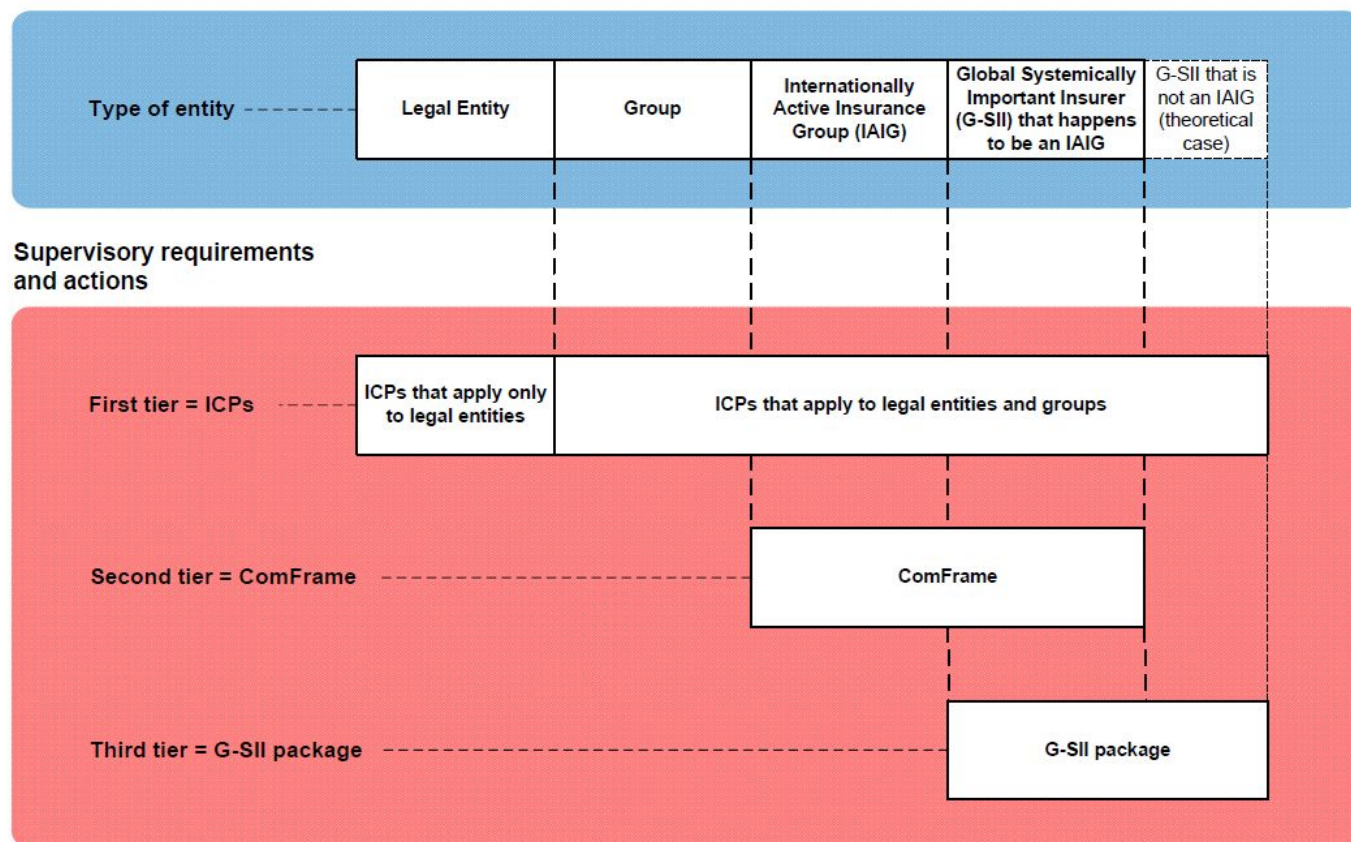 Type of entity
Legal Entity
Group
Internationally
Active Insurance
Group (IAIG)
Global Systemically
Important Insurer
(G-SII) that happens
to be an IAIG
G-SII that is
not an IAIG
(theoretical
case)
Supervisory requirements
and actions
First tier = ICPs
ICPs that apply only
to legal entities
ICPs that apply to legal entities and groups
Second tier = ComFrame
ComFrame
Third tier = G-SII package
G-SII package